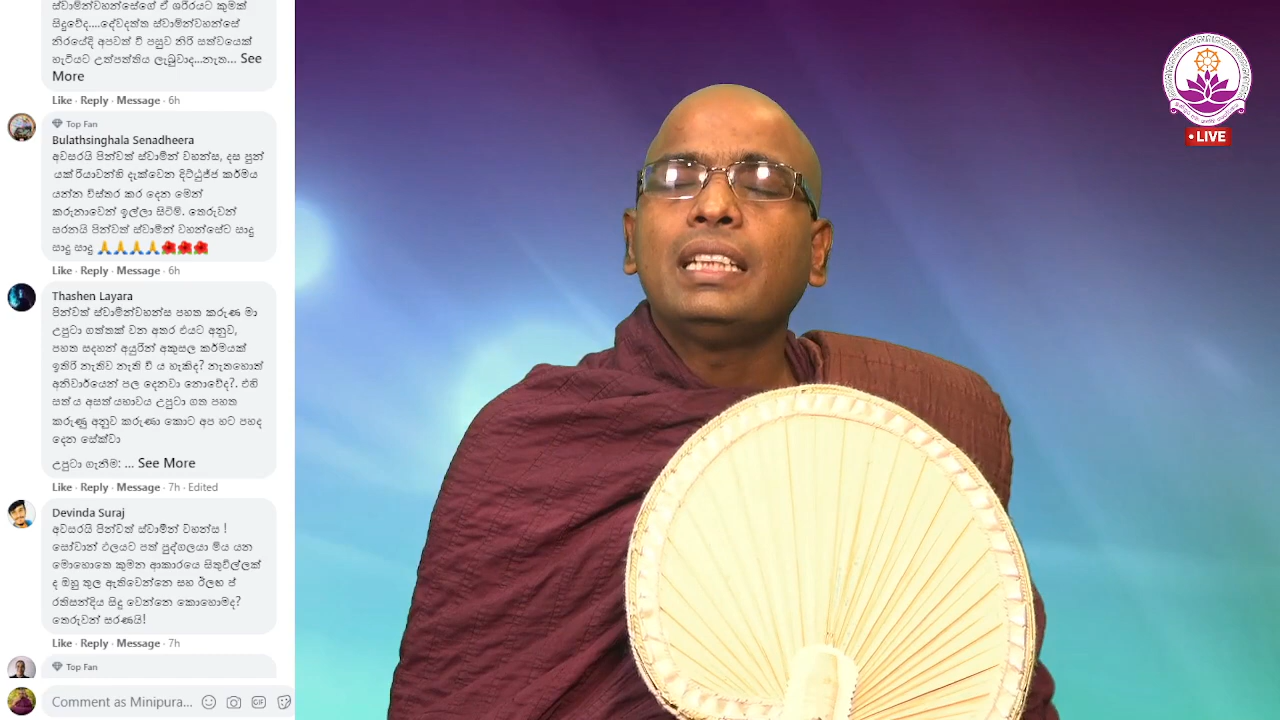 ස්වාමින්වහන්සේගේ ඒ ශරීරයට කුමක්
සිදුවේද....දේවදත්ත ස්වාමින්වහන්සේ
නිරයේදි අපවත් වී පසුව නිරි සත්වයෙක්
හැටියට උත්පත්තිය ලැබුවාද...නැත... See
More
Like · Reply · Message · 6h
Top Fan
Bulathsinghala Senadheera
අවසරයි පින්වත් ස්වාමීන් වහන්ස, දස පුන්
යක්‍රියාවන්හි දැක්වෙන දිට්ඨුජ්ජ කර්මය
යන්න විස්තර කර දෙන මෙන්
කරුනාවෙන් ඉල්ලා සිටිමි. තෙරුවන්
සරනයි පින්වත් ස්වාමීන් වහන්සේට සාදු
සාදු සාදු 🙏🙏🙏🙏🌺🌺🌺
Like · Reply · Message · 6h
Thashen Layara
පින්වත් ස්වාමීන්වහන්ස පහත කරුණ මා
උපුටා ගත්තක් වන අතර එයට අනුව,
පහත සදහන් අයුරින් අකුසල කර්මයක්
ඉතිරි නැතිව නැති වි ය හැකිද? නැතහොත්
අනිවාර්යෙන් පල දෙනවා නොවේද?. එහි
සත්‍ය අසත්‍යභාවය උපුටා ගත පහත
කරුණු අනුව කරුණා කොට අප හට පහද
දෙන සේක්වා
උපුටා ගැනීම: ... See More
Like · Reply · Message · 7h · Edited
Devinda Suraj
අවසරයි පින්වත් ස්වාමීන් වහන්ස !
සෝවාන් ඵලයට පත් පුද්ගලයා මිය යන
මොහොතෙ කුමන ආකාරයෙ සිතුවිල්ලක්
ද ඔහු තුල ඇතිවෙන්නෙ සහ ඊලඟ ප්
රතිසන්දිය සිදු වෙන්නෙ කොහොමද?
තෙරුවන් සරණයි!
Like · Reply · Message · 7h
Top Fan
Comment as Minipura...
GIF
• LIVE